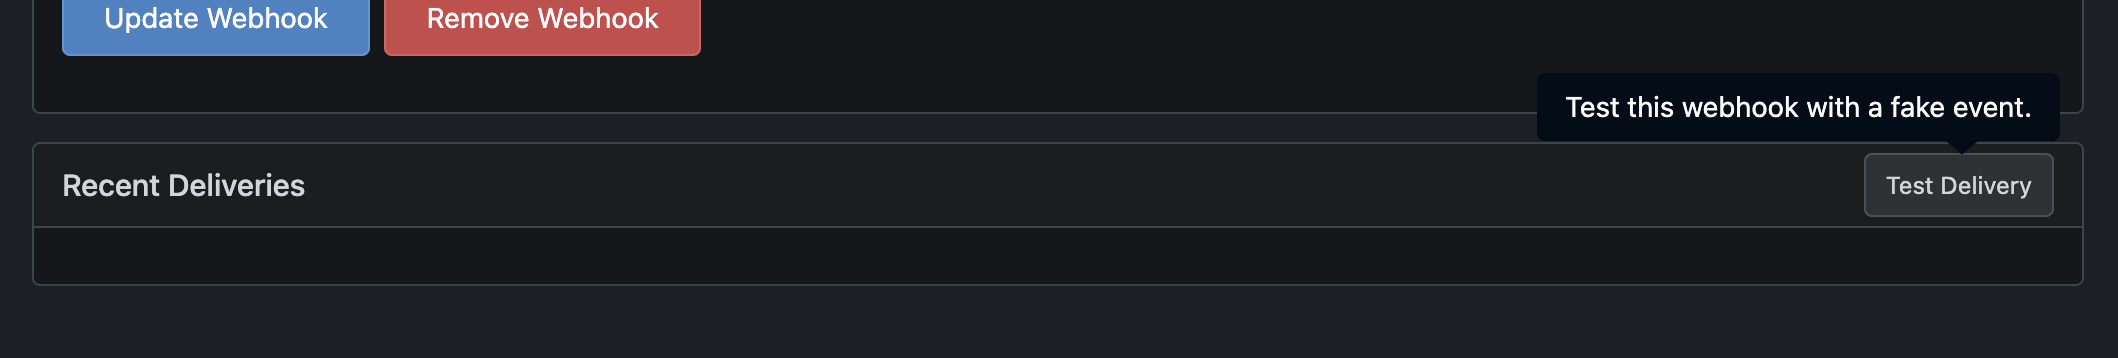 Update Webhook
Remove Webhook
Test this webhook with a fake event.
Recent Deliveries
Test Delivery